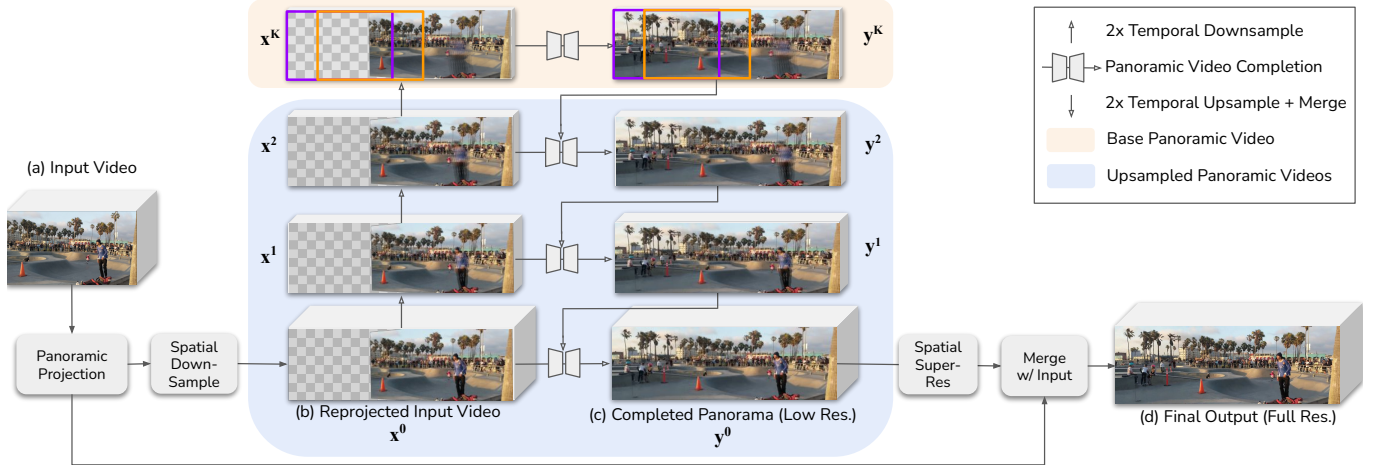 x^K
y^K
2x Temporal Downsample
Panoramic Video Completion
2x Temporal Upsample + Merge
Base Panoramic Video
Upsampled Panoramic Videos
x^2
y^2
(a) Input Video
x^1
y^1
Panoramic
Projection
Spatial
Down-
Sample
Spatial
Super-
Res
Merge
w/ Input
(b) Reprojected Input Video
(c) Completed Panorama (Low Res.)
(d) Final Output (Full Res.)
x^0
y^0